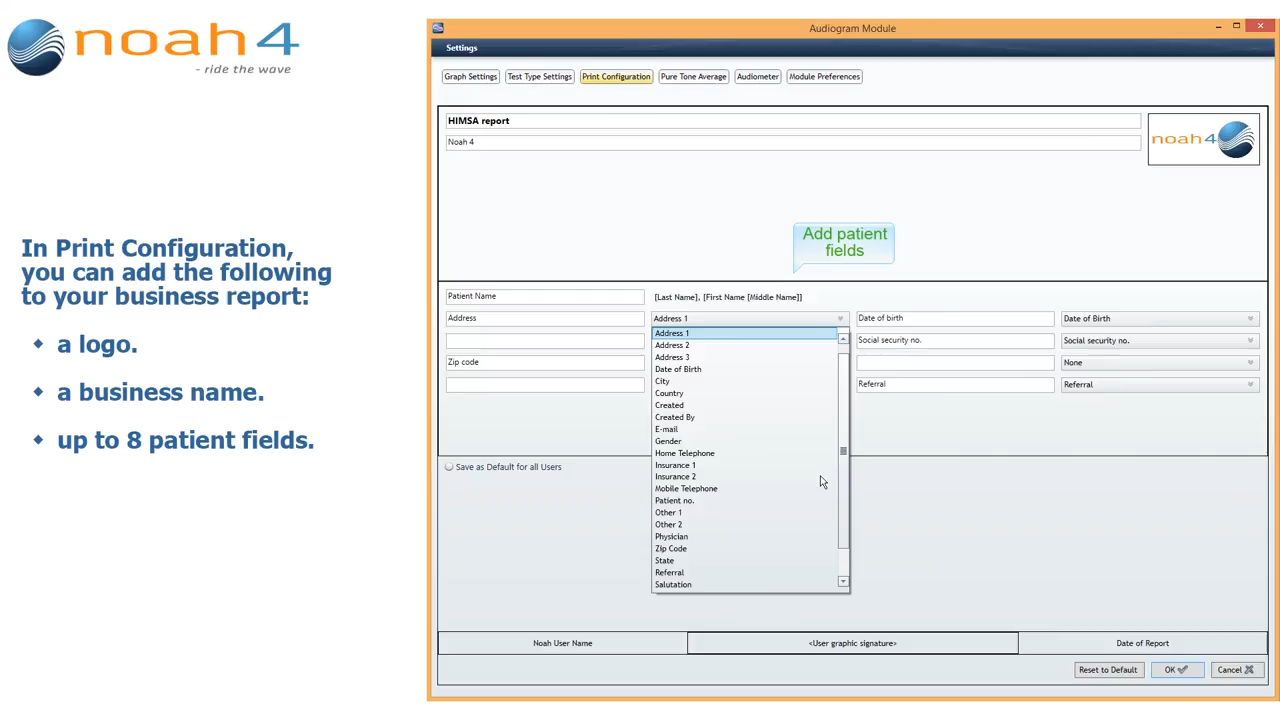 noah 4
- ride the wave
In Print Configuration,
you can add the following
to your business report:
a logo.
a business name.
up to 8 patient fields.
Audiogram Module
Settings
Graph Settings
Test Type Settings
Print Configuration
Pure Tone Average
Audiometer
Module Preferences
HIMSA report
Noah 4
noah 4
Add patient
fields
Patient Name
[Last Name], [First Name [Middle Name]]
Address
Address 1
Date of birth
Date of Birth
Social security no.
Social security no.
Zip code
None
Referral
Referral
Address 1
Address 2
Address 3
Date of Birth
City
Country
Created
Created By
E-mail
Gender
Home Telephone
Insurance 1
Insurance 2
Mobile Telephone
Patient no.
Other 1
Other 2
Physician
Zip Code
State
Referral
Salutation
Save as Default for all Users
Noah User Name
<User graphic signature>
Date of Report
Reset to Default
OK
Cancel